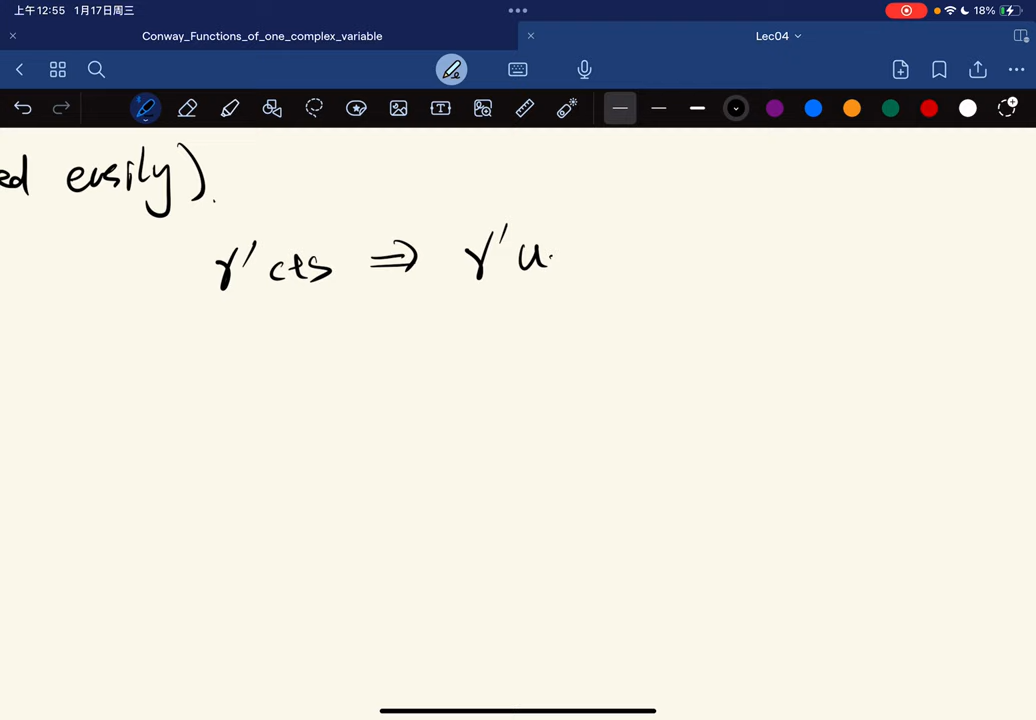 上午12:55 1月17日周三
18%
Conway_Functions_of_one_complex_variable
Lec04
ed easily).
γ' cts ⇒ γ' u.